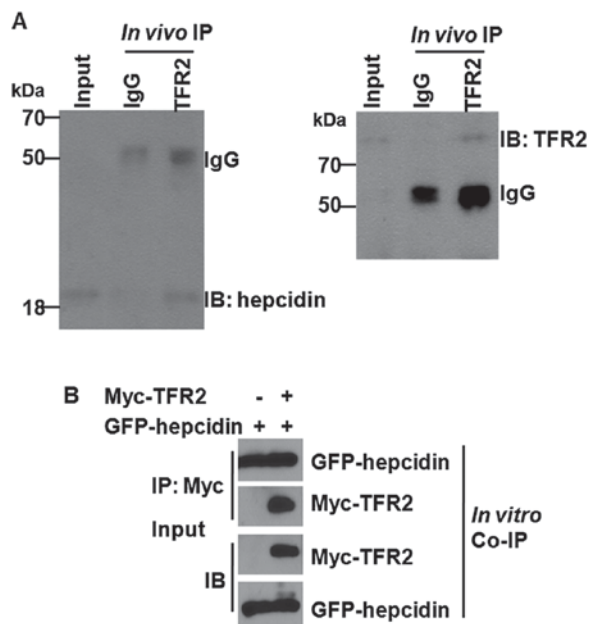 A
In vivo IP
kDa
Input
IgG
TFR2
70
50
18
IgG
IB: hepcidin
In vivo IP
kDa
Input
IgG
TFR2
70
50
IB: TFR2
IgG
B
Myc-TFR2 - +
GFP-hepcidin + +
IP: Myc
GFP-hepcidin
Myc-TFR2
Input
IB
Myc-TFR2
GFP-hepcidin
In vitro
Co-IP